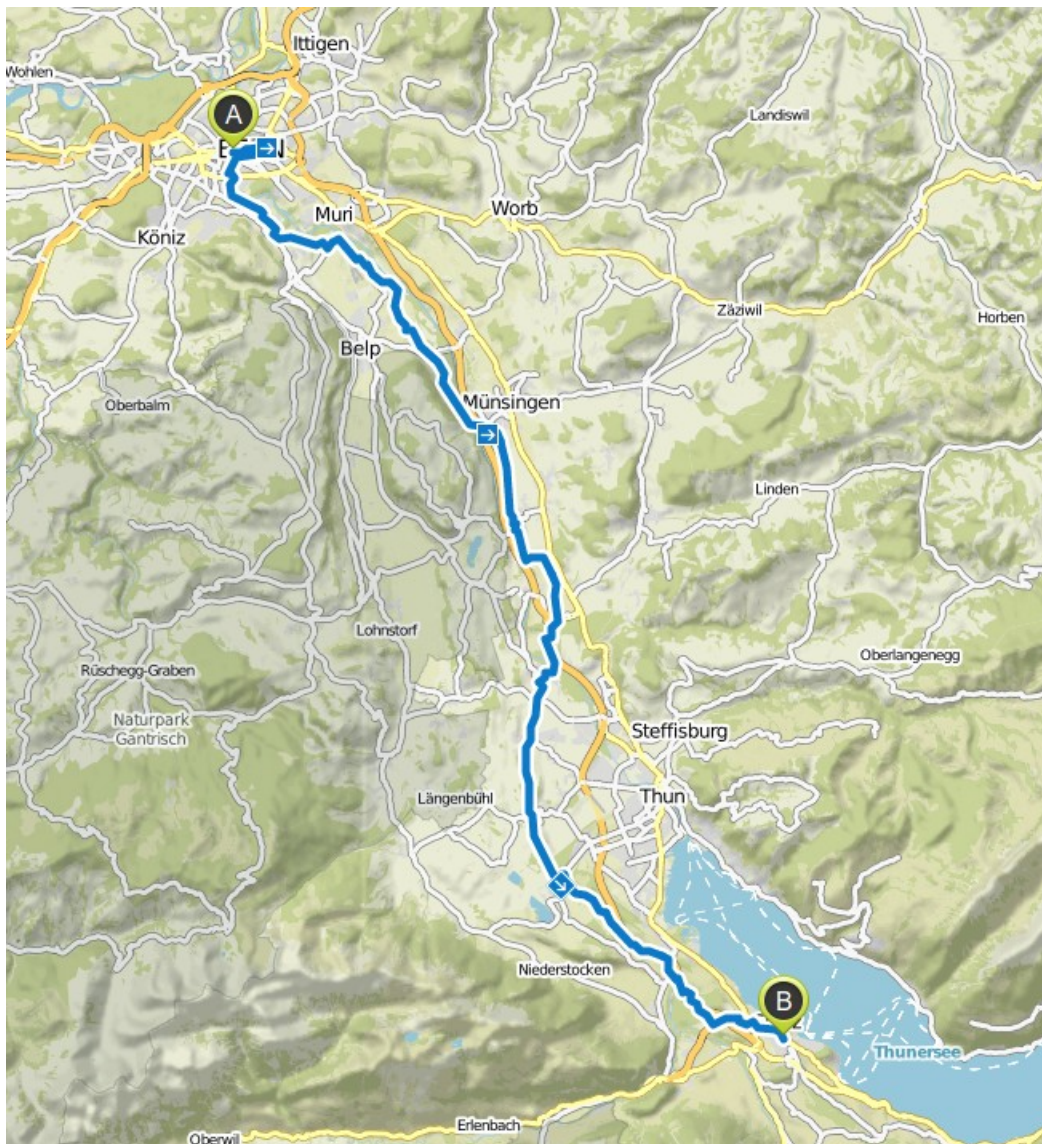 Ittigen
Wohlen
A
Landiswil
Muri
Worb
Köniz
Zäziwil
Horben
Belp
Oberbalm
Münsingen
Linden
Lohnstorf
Oberlangenegg
Rüschegg-Graben
Naturpark
Gantrisch
Steffisburg
Thun
Längenbühl
Niederstocken
B
Thunersee
Erlenbach
Oberwil